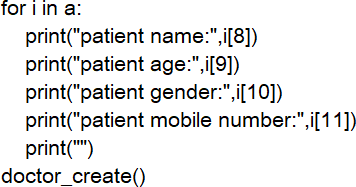 for i in a:
    print("patient name:",i[8])
    print("patient age:",i[9])
    print("patient gender:",i[10])
    print("patient mobile number:",i[11])
    print("")
doctor_create()